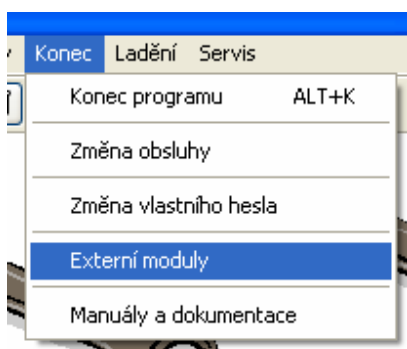 Konec Ladění Servis
Konec programu ALT+K
Změna obsluhy
Změna vlastního hesla
Externí moduly
Manuály a dokumentace